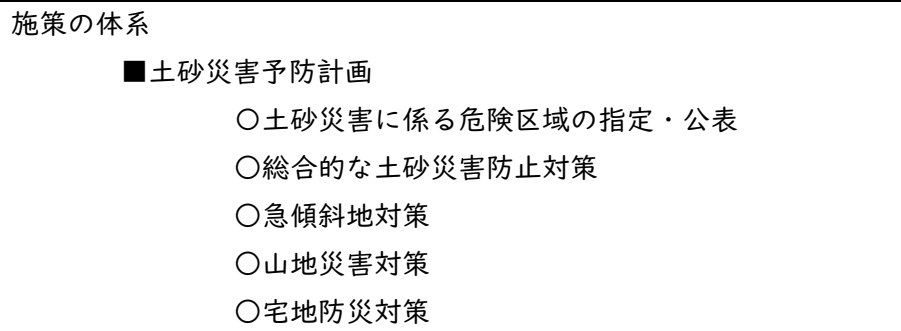 施策の体系
■土砂災害予防計画
○土砂災害に係る危険区域の指定・公表
○総合的な土砂災害防止対策
○急傾斜地対策
○山地災害対策
○宅地防災対策